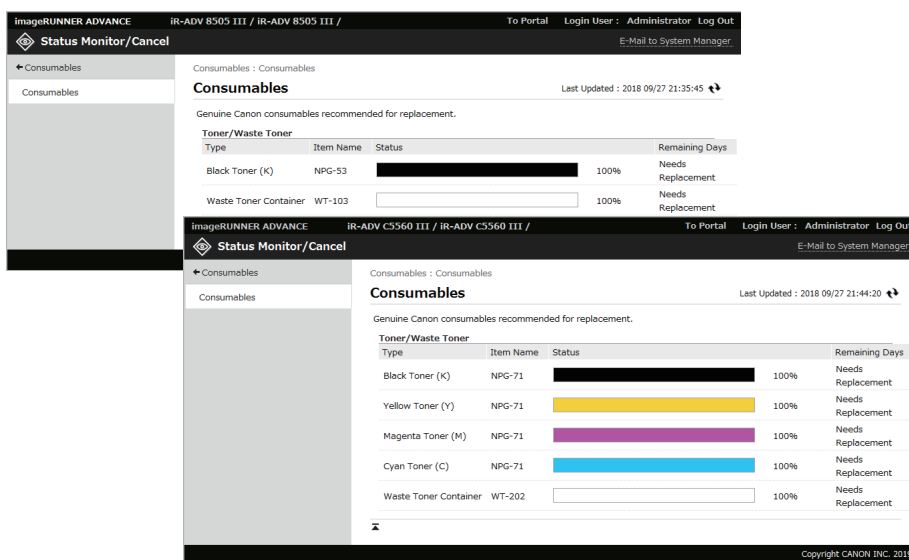 imageRUNNER ADVANCE iR-ADV 8505 III / iR-ADV 8505 III / To Portal Login User : Administrator Log Out
Status Monitor/Cancel E-Mail to System Manager
Consumables
Consumables
Consumables : Consumables
Consumables Last Updated : 2018 09/27 21:35:45
Genuine Canon consumables recommended for replacement.
Toner/Waste Toner
Type Item Name Status Remaining Days
Black Toner (K) NPG-53 100% Needs Replacement
Waste Toner Container WT-103 100% Needs Replacement
imageRUNNER ADVANCE iR-ADV C5560 III / iR-ADV C5560 III / To Portal Login User : Administrator Log Out
Status Monitor/Cancel E-Mail to System Manager
Consumables
Consumables
Consumables : Consumables
Consumables Last Updated : 2018 09/27 21:44:20
Genuine Canon consumables recommended for replacement.
Toner/Waste Toner
Type Item Name Status Remaining Days
Black Toner (K) NPG-71 100% Needs Replacement
Yellow Toner (Y) NPG-71 100% Needs Replacement
Magenta Toner (M) NPG-71 100% Needs Replacement
Cyan Toner (C) NPG-71 100% Needs Replacement
Waste Toner Container WT-202 100% Needs Replacement
Copyright CANON INC. 2015